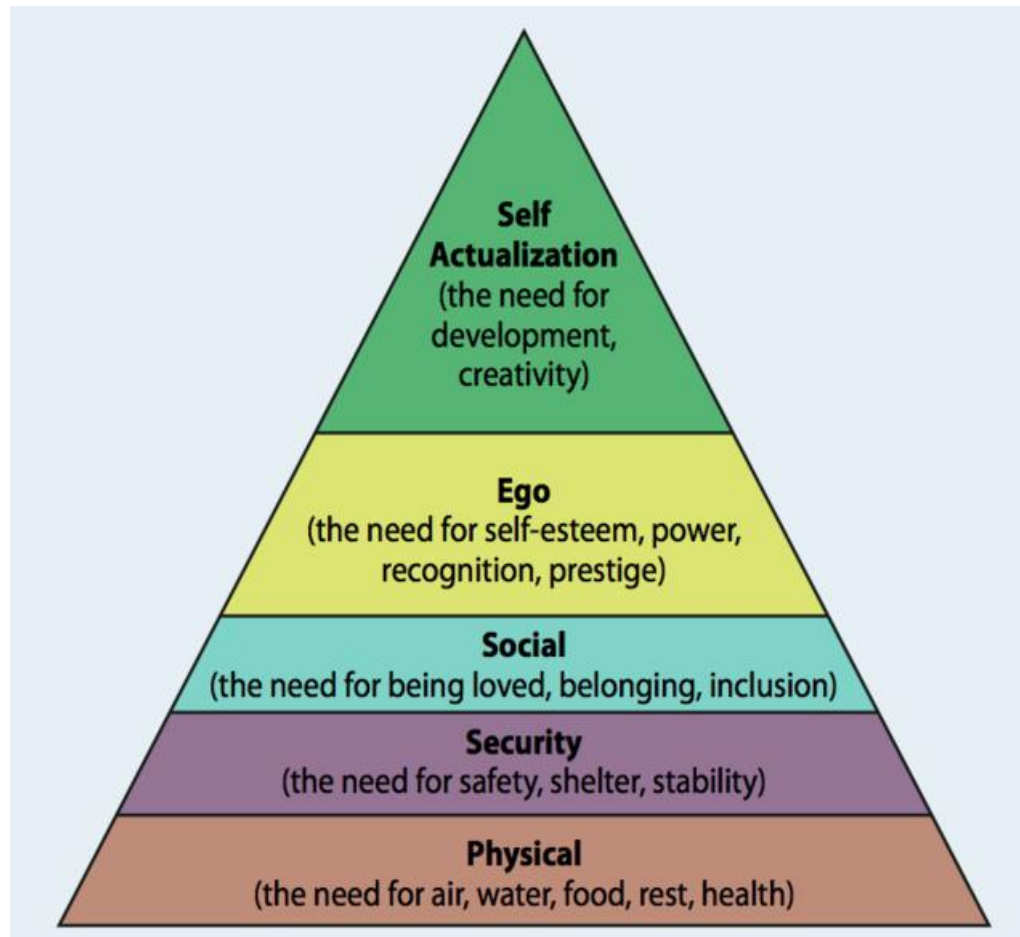 Self
Actualization
(the need for
development,
creativity)
Ego
(the need for self-esteem, power,
recognition, prestige)
Social
(the need for being loved, belonging, inclusion)
Security
(the need for safety, shelter, stability)
Physical
(the need for air, water, food, rest, health)